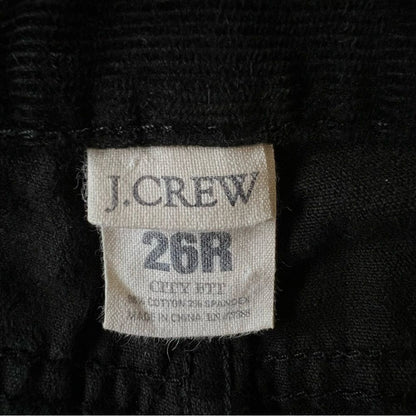 J.CREW
26R
CITY FIT
COTTON 2% SPANDEX
MADE IN CHINA